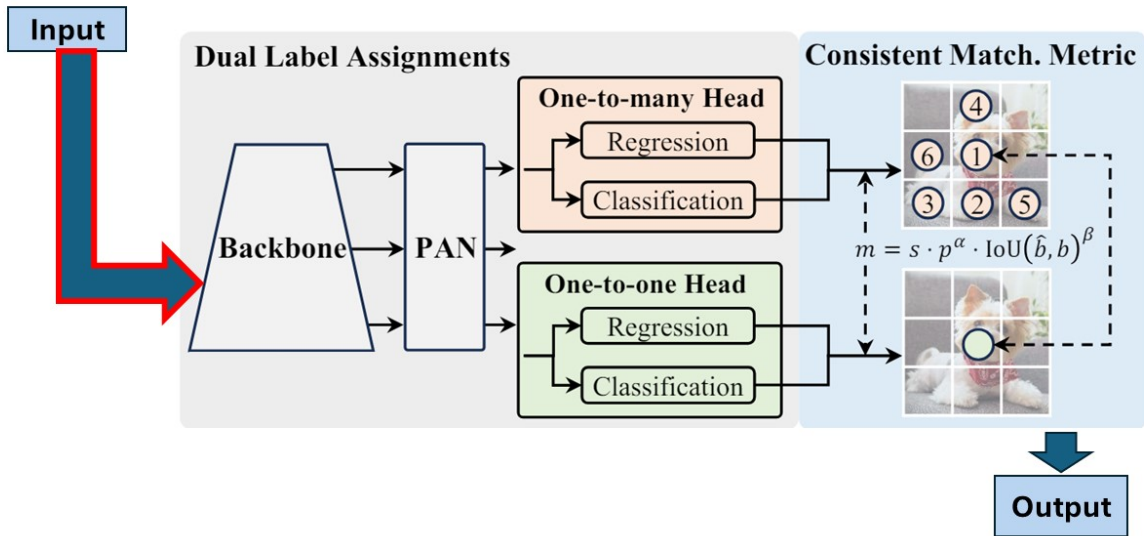 Input
Dual Label Assignments
Consistent Match. Metric
One-to-many Head
Regression
Classification
Backbone
PAN
One-to-one Head
Regression
Classification
4
6 1
3 2 5
m = s · p^α · IoU(b̂, b)^β
Output